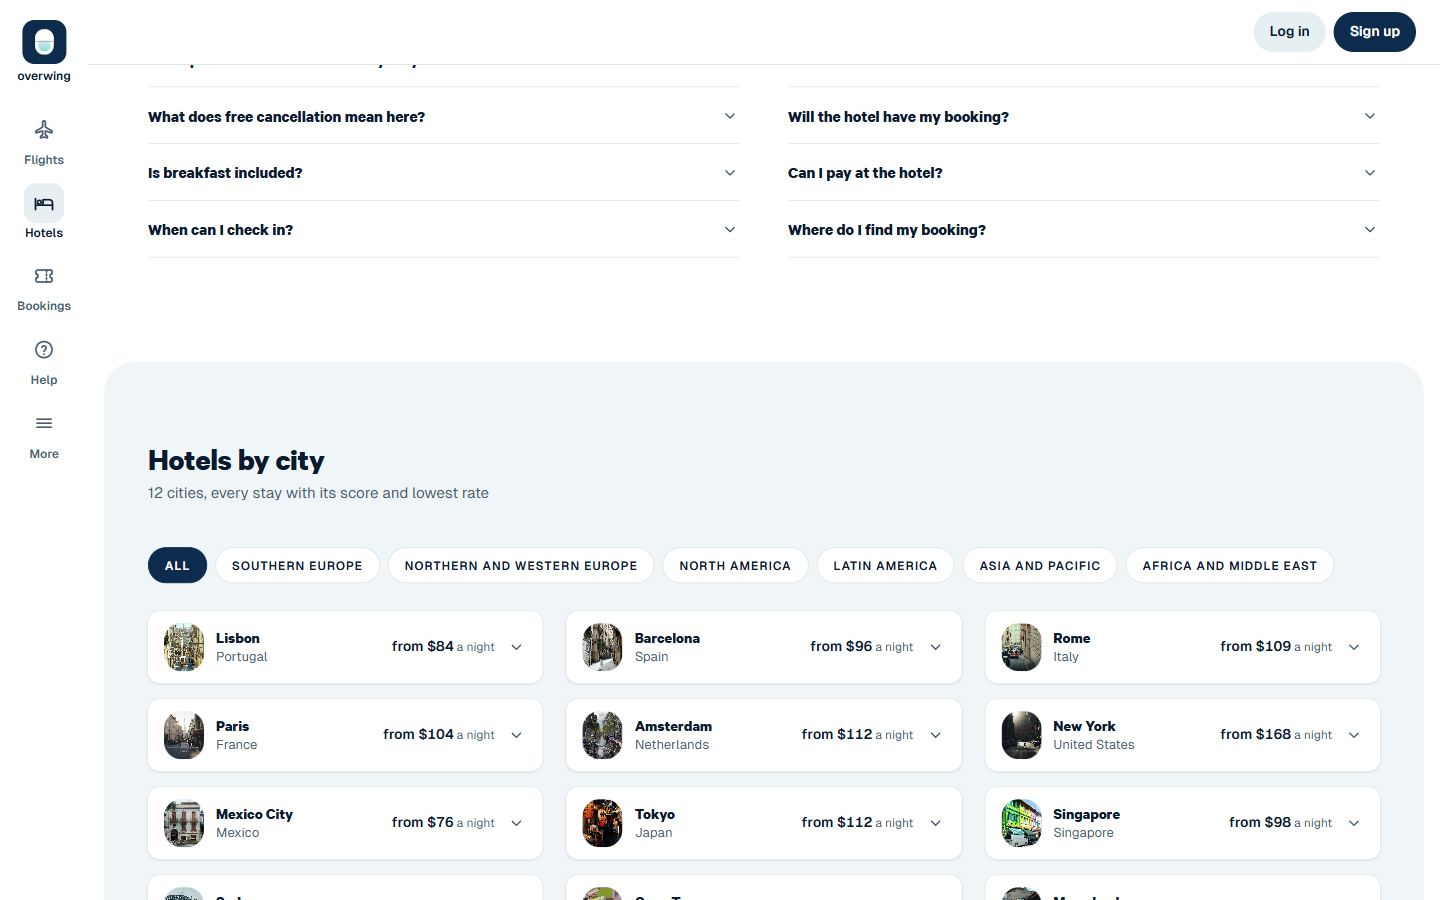 overwing
Flights
Hotels
Bookings
Help
More
Log in
Sign up
What does free cancellation mean here?
Is breakfast included?
When can I check in?
Will the hotel have my booking?
Can I pay at the hotel?
Where do I find my booking?
Hotels by city
12 cities, every stay with its score and lowest rate
ALL
SOUTHERN EUROPE
NORTHERN AND WESTERN EUROPE
NORTH AMERICA
LATIN AMERICA
ASIA AND PACIFIC
AFRICA AND MIDDLE EAST
Lisbon
Portugal
from $84 a night
Barcelona
Spain
from $96 a night
Rome
Italy
from $109 a night
Paris
France
from $104 a night
Amsterdam
Netherlands
from $112 a night
New York
United States
from $168 a night
Mexico City
Mexico
from $76 a night
Tokyo
Japan
from $112 a night
Singapore
Singapore
from $98 a night